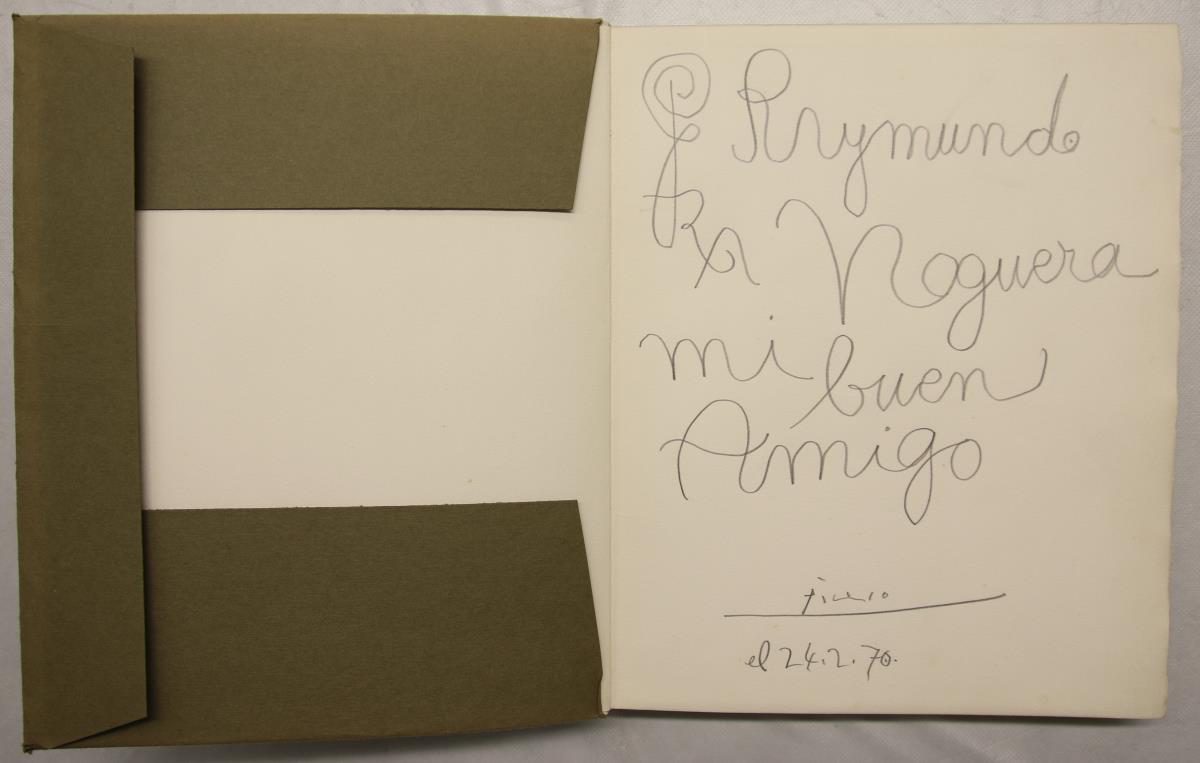 Raymundo
Noguera
mi buen
Amigo
Picasso
el 24.2.70.